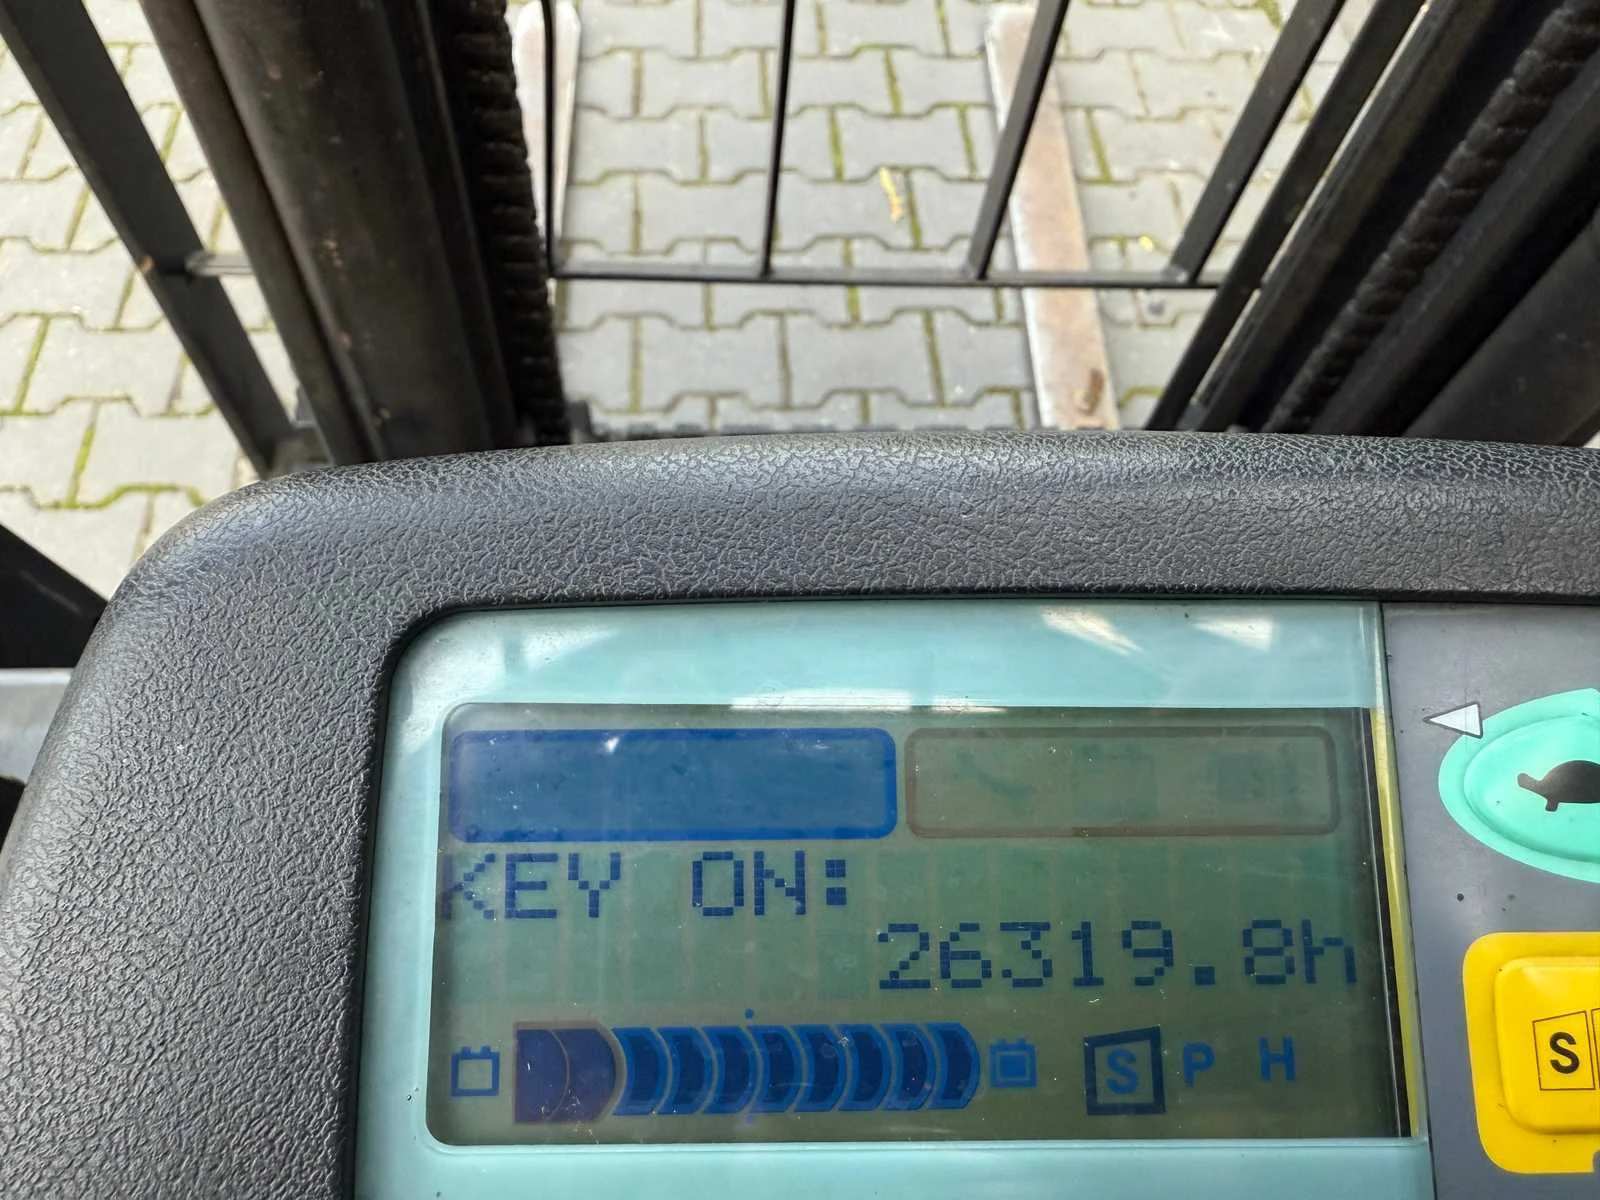 KEY ON:
26319.8h
S P H
S